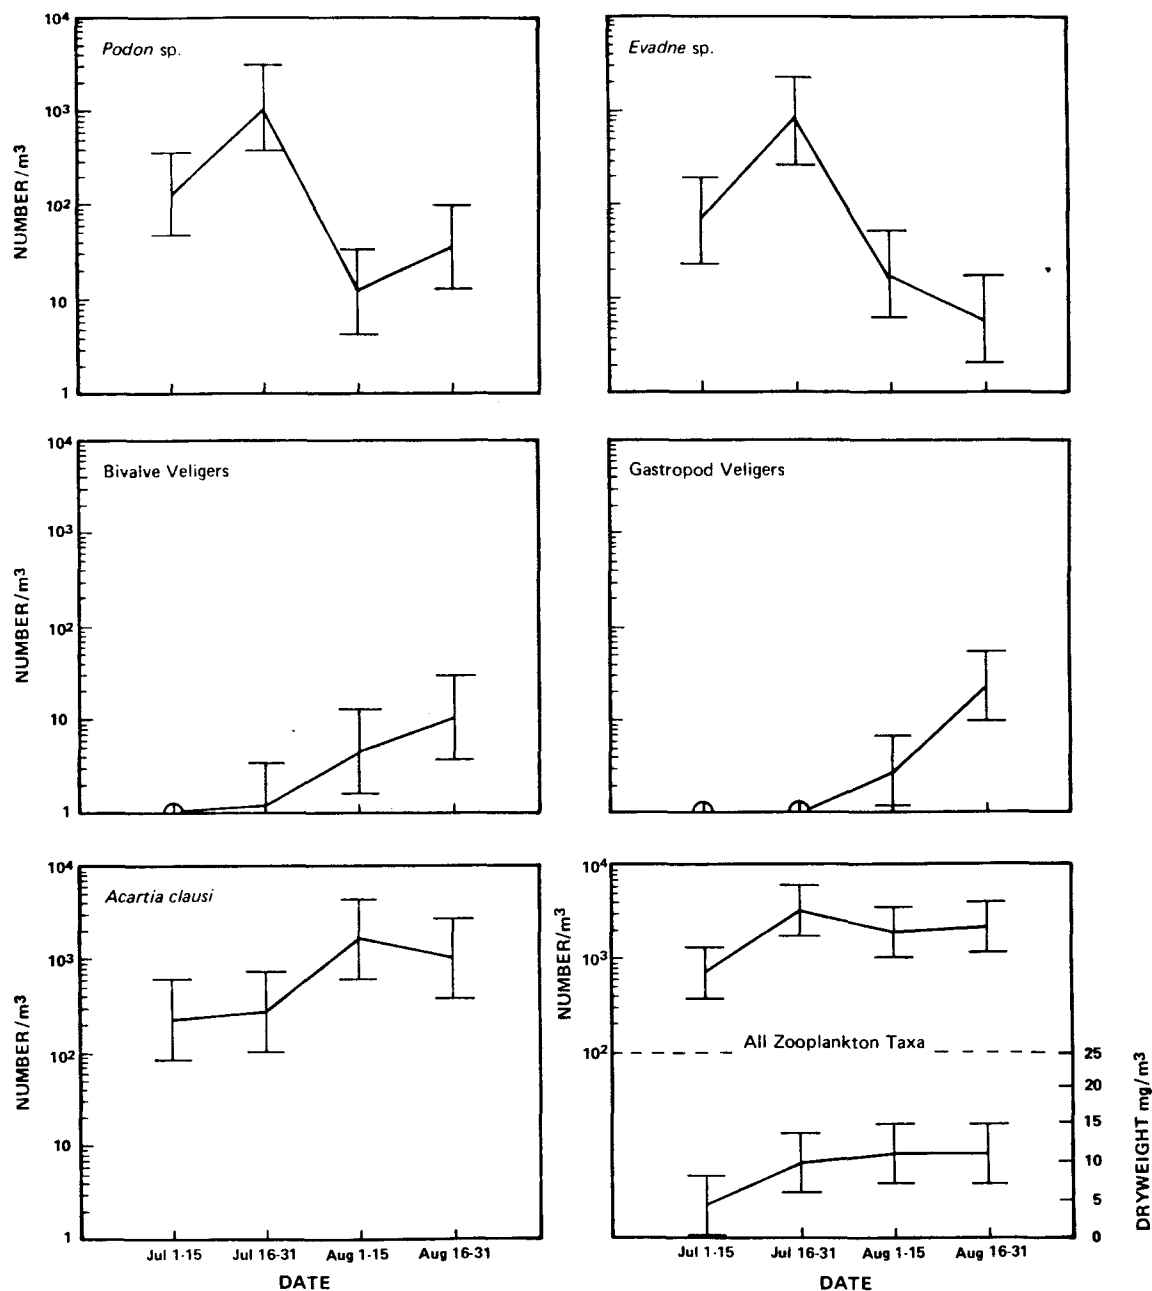 Podon sp.
10⁴
10³
10²
10
1
NUMBER/m³
Evadne sp.
Bivalve Veligers
10⁴
10³
10²
10
1
NUMBER/m³
Gastropod Veligers
Acartia clausi
10⁴
10³
10²
10
1
NUMBER/m³
Jul 1-15 Jul 16-31 Aug 1-15 Aug 16-31
DATE
10⁴
10³
10²
NUMBER/m³
All Zooplankton Taxa
25
20
15
10
5
0
DRYWEIGHT mg/m³
Jul 1-15 Jul 16-31 Aug 1-15 Aug 16-31
DATE